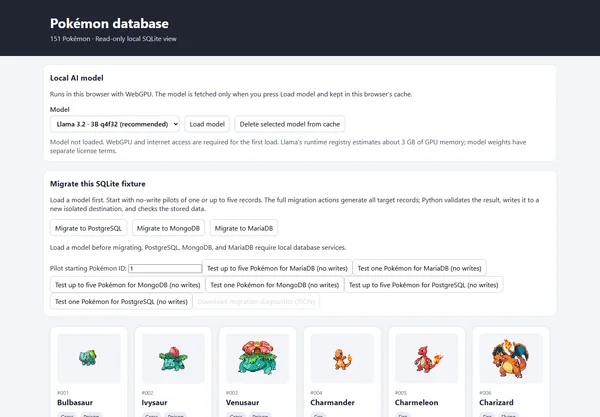 Pokémon database
151 Pokémon · Read-only local SQLite view
Local AI model
Runs in this browser with WebGPU. The model is fetched only when you press Load model and kept in this browser's cache.
Model
Llama 3.2 · 3B q4f32 (recommended) Load model Delete selected model from cache
Model not loaded. WebGPU and internet access are required for the first load. Llama's runtime registry estimates about 3 GB of GPU memory; model weights have
separate license terms.
Migrate this SQLite fixture
Load a model first. Start with no-write pilots of one or up to five records. The full migration actions generate all target records; Python validates the result, writes it to a
new isolated destination, and checks the stored data.
Migrate to PostgreSQL Migrate to MongoDB Migrate to MariaDB
Load a model before migrating. PostgreSQL, MongoDB, and MariaDB require local database services.
Pilot starting Pokémon ID: 1 Test up to five Pokémon for MariaDB (no writes) Test one Pokémon for MariaDB (no writes)
Test up to five Pokémon for MongoDB (no writes) Test one Pokémon for MongoDB (no writes) Test up to five Pokémon for PostgreSQL (no writes)
Test one Pokémon for PostgreSQL (no writes) Download migration diagnostics (JSON)
#001 #002 #003 #004 #005 #006
Bulbasaur Ivysaur Venusaur Charmander Charmeleon Charizard